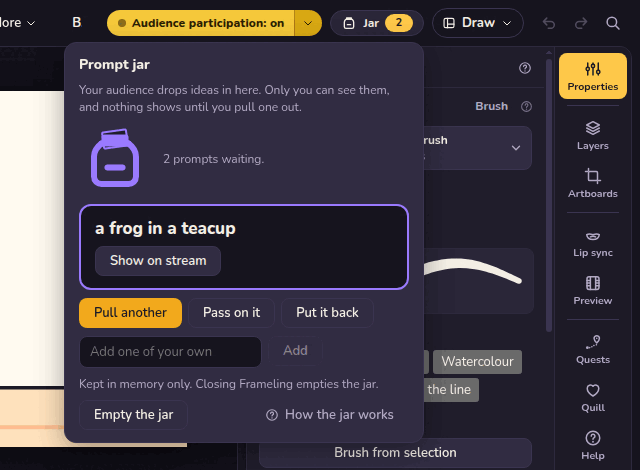 B
Audience participation: on
Jar
2
Draw
Prompt jar
Your audience drops ideas in here. Only you can see them,
and nothing shows until you pull one out.
2 prompts waiting.
a frog in a teacup
Show on stream
Pull another
Pass on it
Put it back
Add one of your own
Add
Kept in memory only. Closing Frameling empties the jar.
Empty the jar
How the jar works
Brush
Watercolour
the line
Brush from selection
Properties
Layers
Artboards
Lip sync
Preview
Quests
Quill
Help